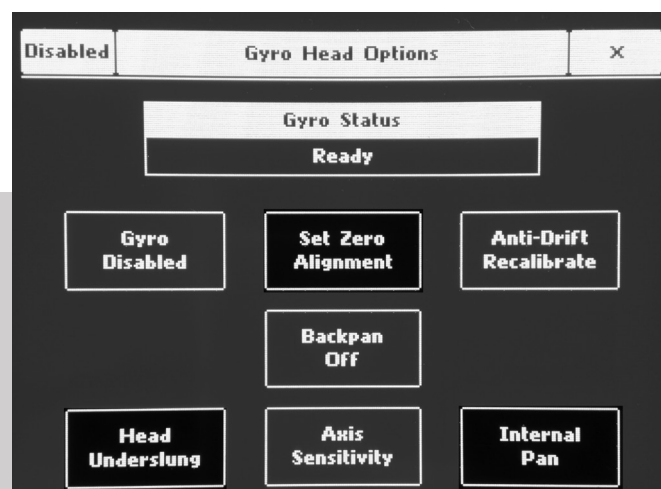 Disabled
Gyro Head Options
×
Gyro Status
Ready
Gyro
Disabled
Set Zero
Alignment
Anti-Drift
Recalibrate
Backpan
Off
Head
Underslung
Axis
Sensitivity
Internal
Pan